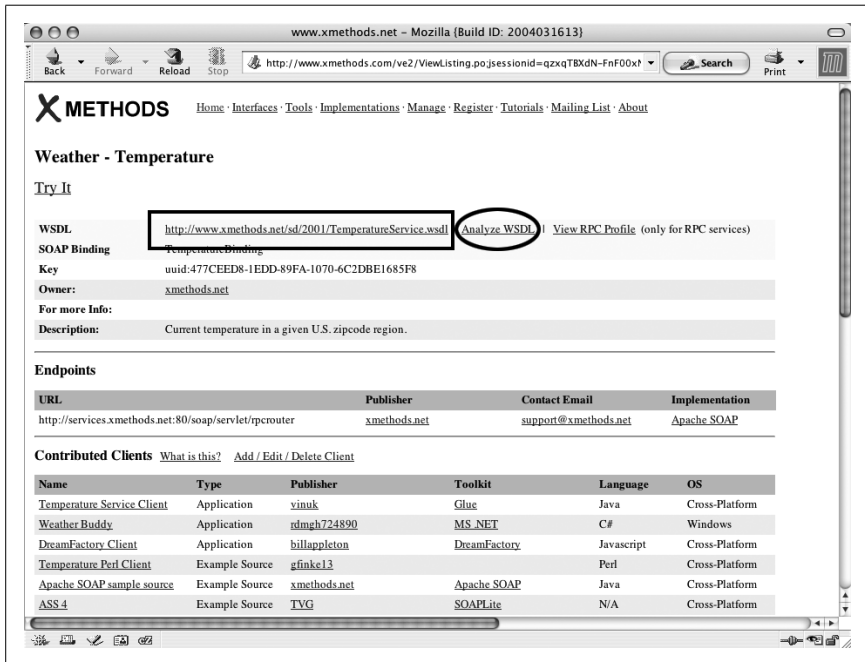 www.xmethods.net – Mozilla {Build ID: 2004031613}
Back Forward Reload Stop http://www.xmethods.com/ve2/ViewListing.po;jsessionid=qzxqTBXdN-FnF00x Search Print
X METHODS Home · Interfaces · Tools · Implementations · Manage · Register · Tutorials · Mailing List · About
Weather - Temperature
Try It
WSDL http://www.xmethods.net/sd/2001/TemperatureService.wsdl Analyze WSDL | View RPC Profile (only for RPC services)
SOAP Binding TemperatureBinding
Key uuid:477CEED8-1EDD-89FA-1070-6C2DBE1685F8
Owner: xmethods.net
For more Info:
Description: Current temperature in a given U.S. zipcode region.
Endpoints
URL Publisher Contact Email Implementation
http://services.xmethods.net:80/soap/servlet/rpcrouter xmethods.net support@xmethods.net Apache SOAP
Contributed Clients What is this? Add / Edit / Delete Client
Name Type Publisher Toolkit Language OS
Temperature Service Client Application vinuk Glue Java Cross-Platform
Weather Buddy Application rdmgh724890 MS .NET C# Windows
DreamFactory Client Application billappleton DreamFactory Javascript Cross-Platform
Temperature Perl Client Example Source gfinke13 Perl Cross-Platform
Apache SOAP sample source Example Source xmethods.net Apache SOAP Java Cross-Platform
ASS 4 Example Source TVG SOAPLite N/A Cross-Platform